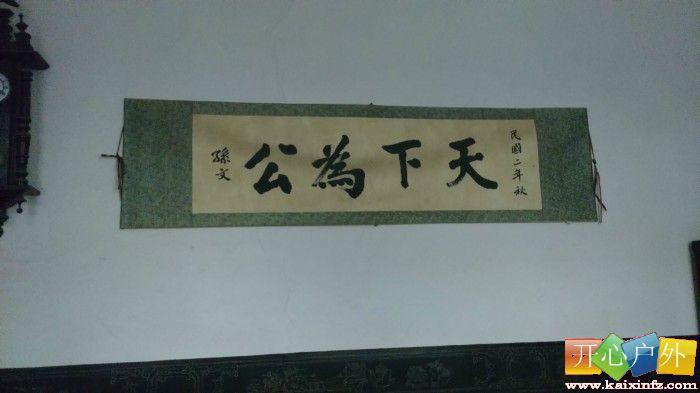 民國二年秋
天下為公
孫文
开心户外
www.kaixinfz.com